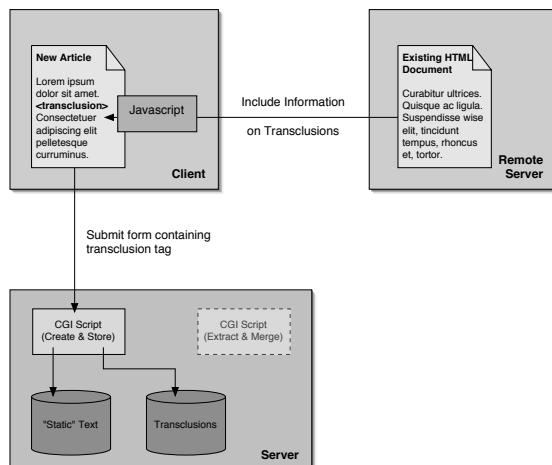 New Article
Lorem ipsum
dolor sit amet.
<transclusion>
Consectetuer
adipiscing elit
pelletesque
curruminus.
Javascript
Client
Include Information
on Transclusions
Existing HTML
Document
Curabitur ultrices.
Quisque ac ligula.
Suspendisse wise
elit, tincidunt
tempus, rhoncus
et, tortor.
Remote
Server
Submit form containing
transclusion tag
CGI Script
(Create & Store)
CGI Script
(Extract & Merge)
"Static" Text
Transclusions
Server